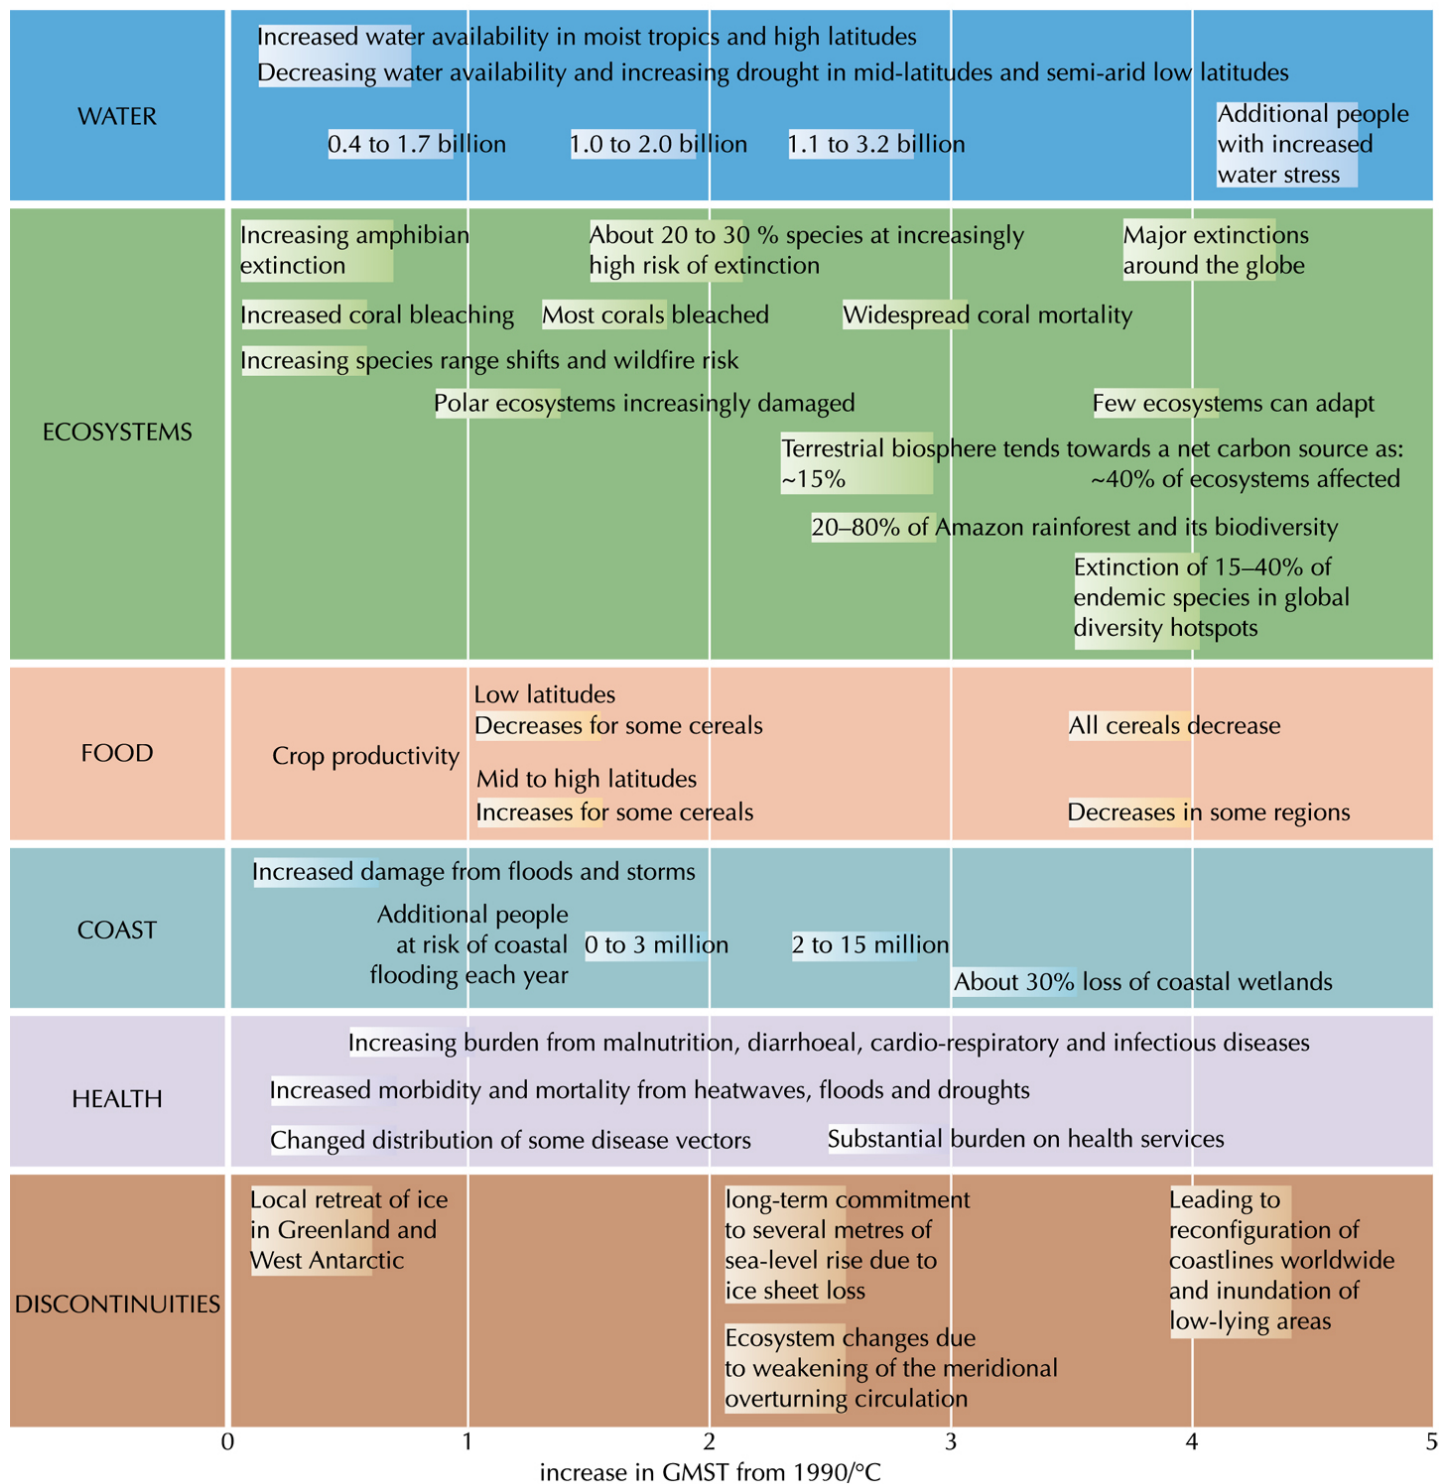 WATER
Increased water availability in moist tropics and high latitudes
Decreasing water availability and increasing drought in mid-latitudes and semi-arid low latitudes
0.4 to 1.7 billion
1.0 to 2.0 billion
1.1 to 3.2 billion
Additional people
with increased
water stress
ECOSYSTEMS
Increasing amphibian
extinction
About 20 to 30 % species at increasingly
high risk of extinction
Major extinctions
around the globe
Increased coral bleaching
Most corals bleached
Widespread coral mortality
Increasing species range shifts and wildfire risk
Polar ecosystems increasingly damaged
Few ecosystems can adapt
Terrestrial biosphere tends towards a net carbon source as:
~15%
~40% of ecosystems affected
20–80% of Amazon rainforest and its biodiversity
Extinction of 15–40% of
endemic species in global
diversity hotspots
FOOD
Crop productivity
Low latitudes
Decreases for some cereals
All cereals decrease
Mid to high latitudes
Increases for some cereals
Decreases in some regions
COAST
Increased damage from floods and storms
Additional people
at risk of coastal
flooding each year
0 to 3 million
2 to 15 million
About 30% loss of coastal wetlands
HEALTH
Increasing burden from malnutrition, diarrhoeal, cardio-respiratory and infectious diseases
Increased morbidity and mortality from heatwaves, floods and droughts
Changed distribution of some disease vectors
Substantial burden on health services
DISCONTINUITIES
Local retreat of ice
in Greenland and
West Antarctic
long-term commitment
to several metres of
sea-level rise due to
ice sheet loss
Ecosystem changes due
to weakening of the meridional
overturning circulation
Leading to
reconfiguration of
coastlines worldwide
and inundation of
low-lying areas
0 1 2 3 4 5
increase in GMST from 1990/°C